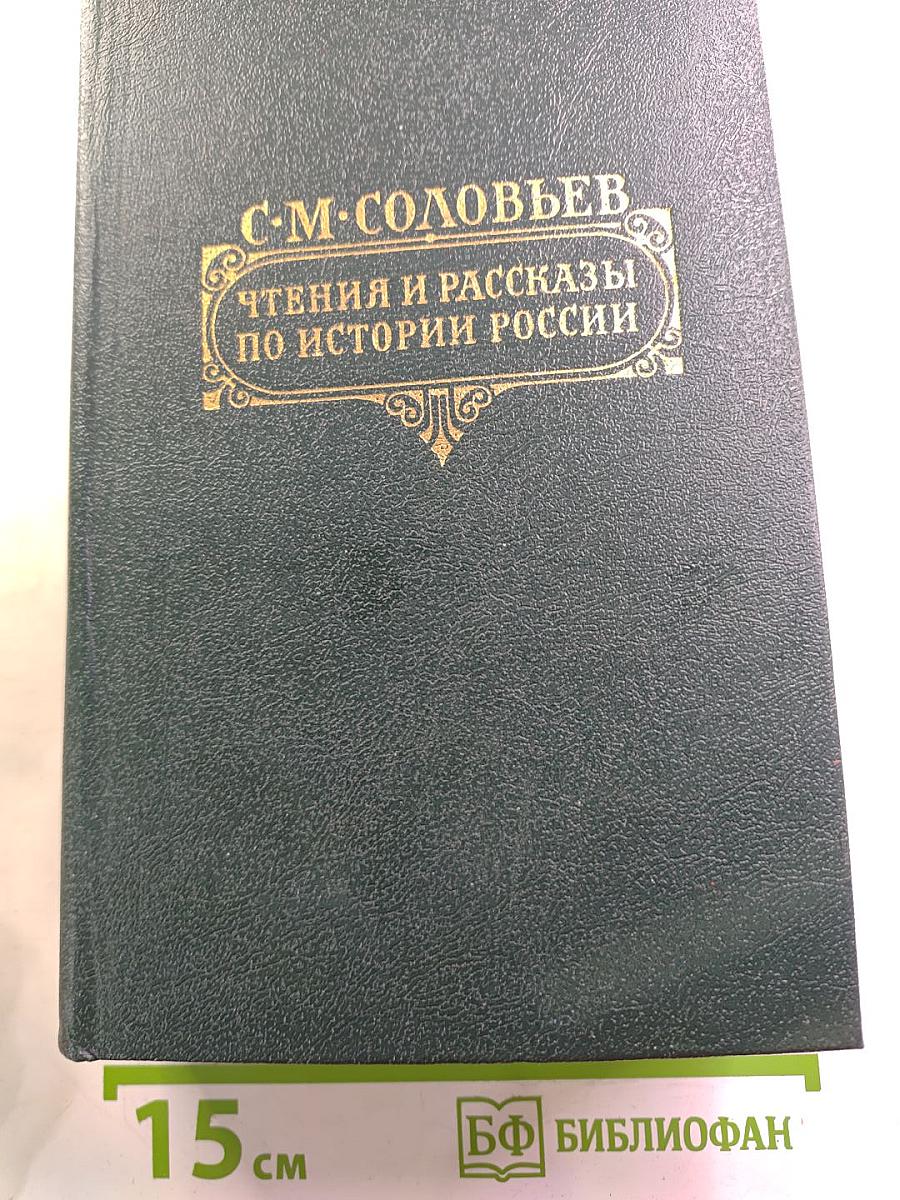 С·М·СОЛОВЬЕВ
ЧТЕНИЯ И РАССКАЗЫ
ПО ИСТОРИИ РОССИИ
15 см
БФ БИБЛИОФАН